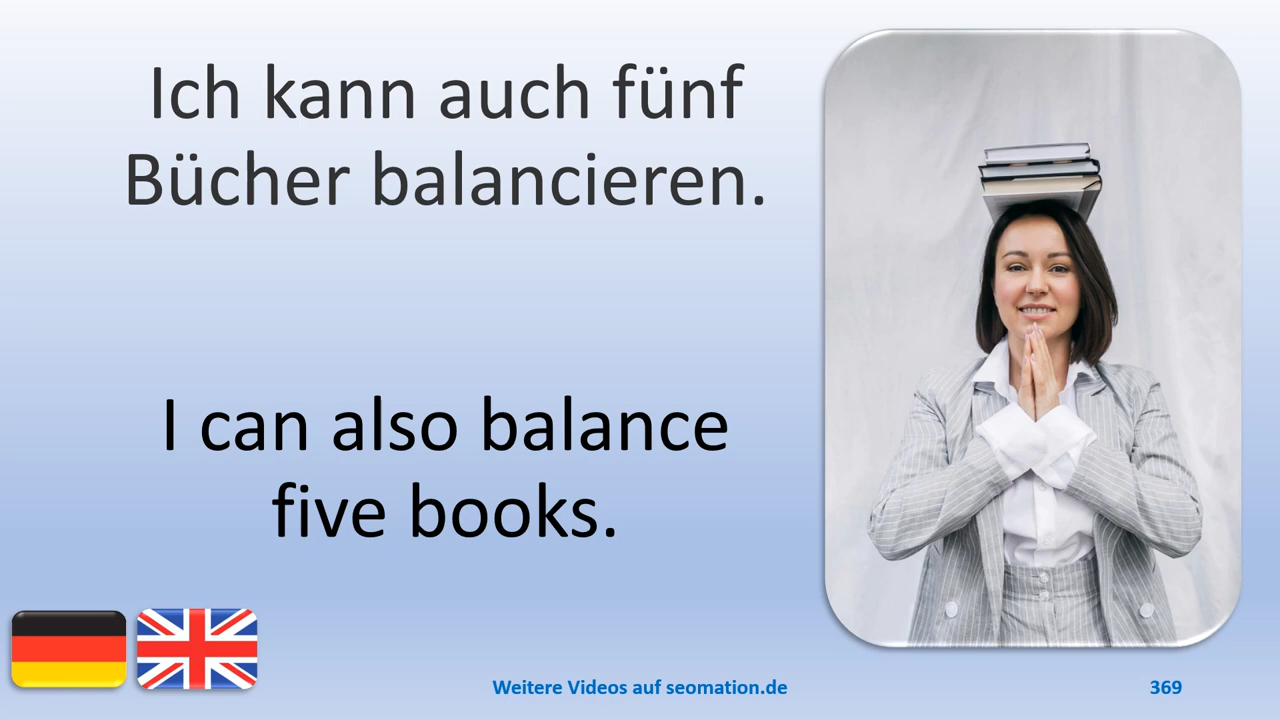 Ich kann auch fünf
Bücher balancieren.
I can also balance
five books.
Weitere Videos auf seomation.de
369